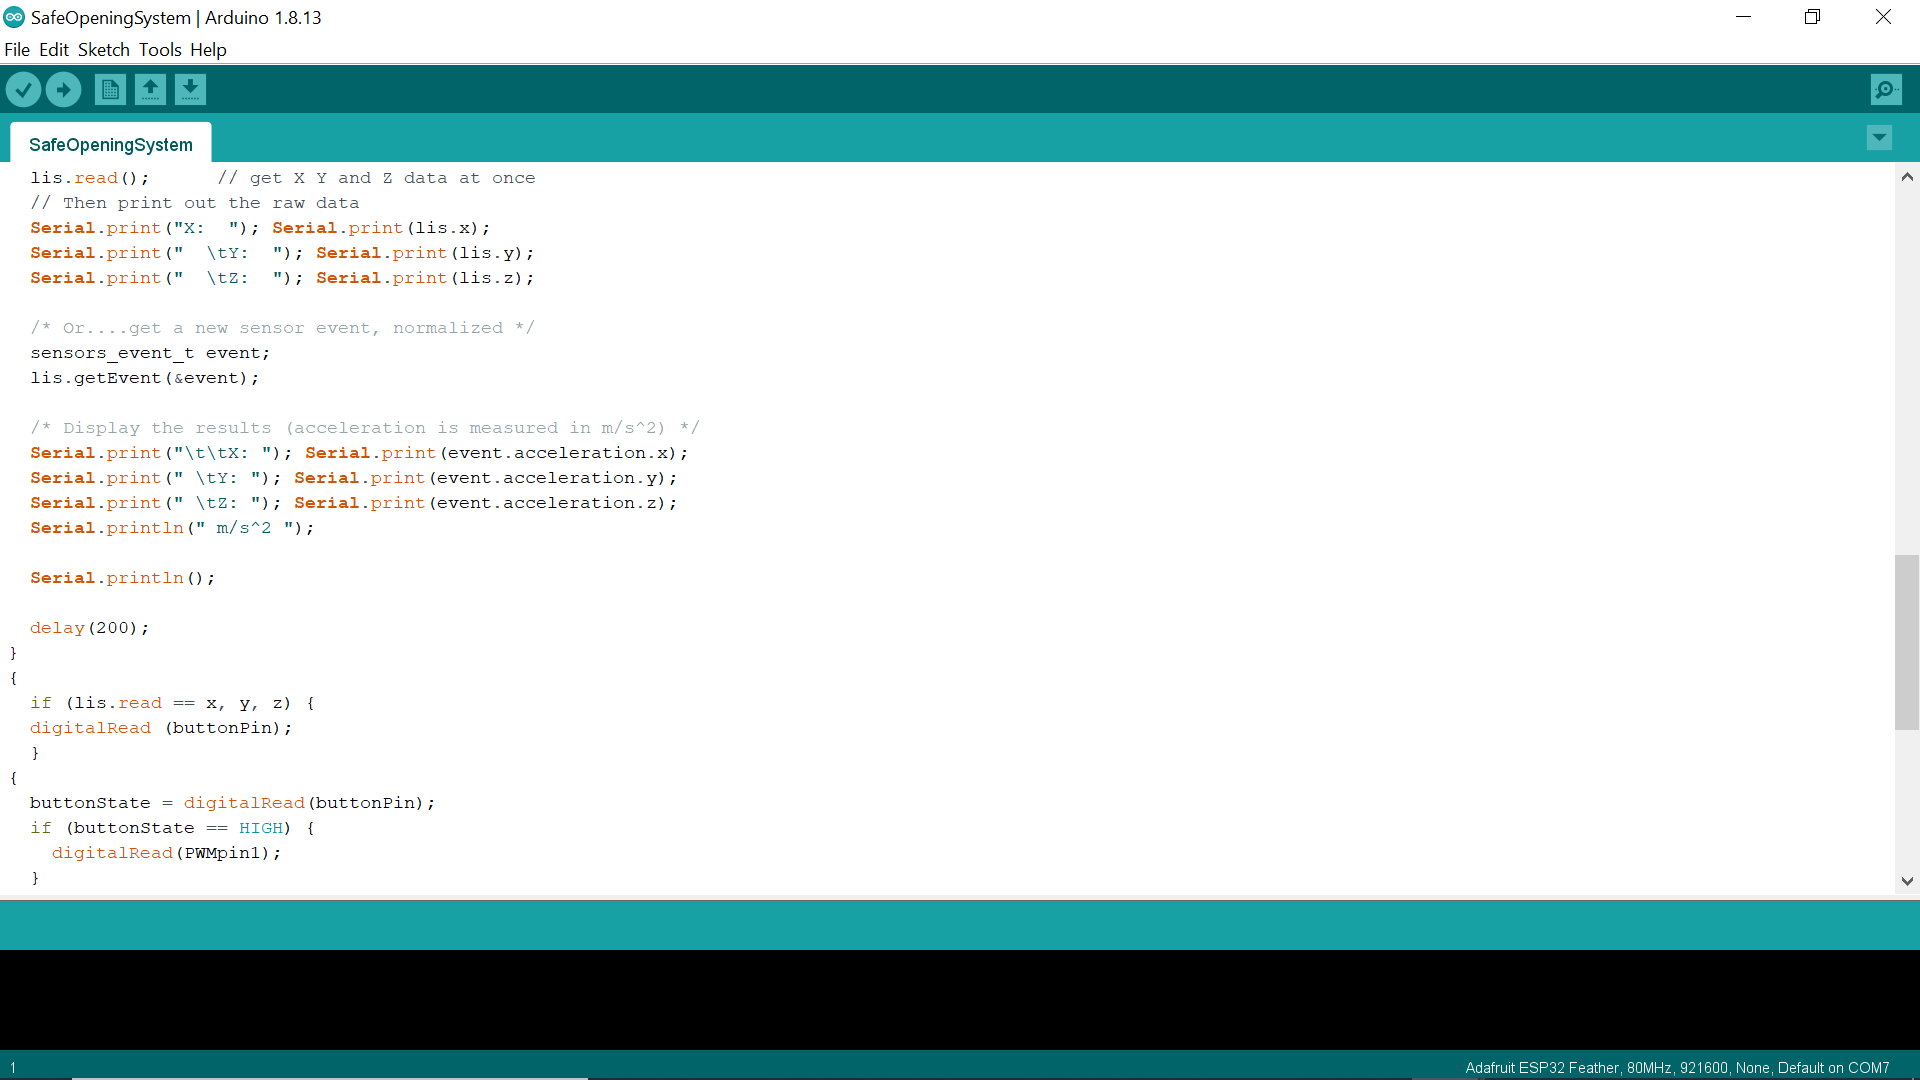 SafeOpeningSystem | Arduino 1.8.13
File Edit Sketch Tools Help
SafeOpeningSystem
lis.read();      // get X Y and Z data at once
// Then print out the raw data
Serial.print("X:  "); Serial.print(lis.x);
Serial.print("  \tY:  "); Serial.print(lis.y);
Serial.print("  \tZ:  "); Serial.print(lis.z);
/* Or....get a new sensor event, normalized */
sensors_event_t event;
lis.getEvent(&event);
/* Display the results (acceleration is measured in m/s^2) */
Serial.print("\t\tX: "); Serial.print(event.acceleration.x);
Serial.print(" \tY: "); Serial.print(event.acceleration.y);
Serial.print(" \tZ: "); Serial.print(event.acceleration.z);
Serial.println(" m/s^2 ");
Serial.println();
delay(200);
}
{
if (lis.read == x, y, z) {
digitalRead (buttonPin);
}
{
buttonState = digitalRead(buttonPin);
if (buttonState == HIGH) {
digitalRead(PWMpin1);
}
1
Adafruit ESP32 Feather, 80MHz, 921600, None, Default on COM7